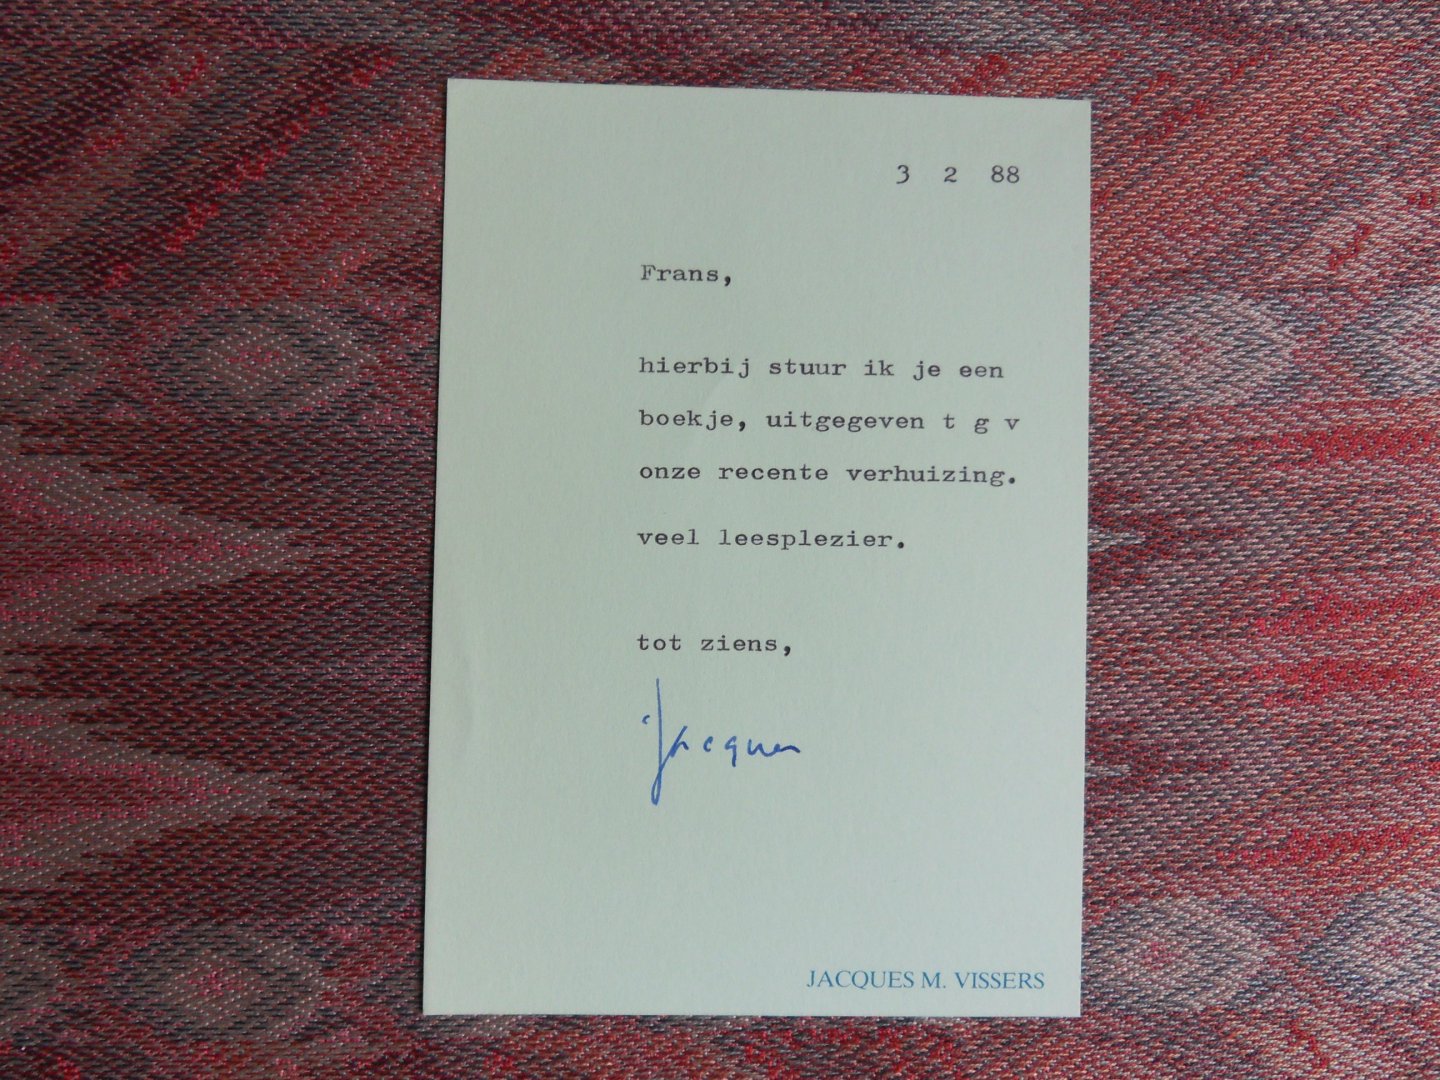 3 2 88
Frans,
hierbij stuur ik je een
boekje, uitgegeven t g v
onze recente verhuizing.
veel leesplezier.
tot ziens,
Jacques
JACQUES M. VISSERS